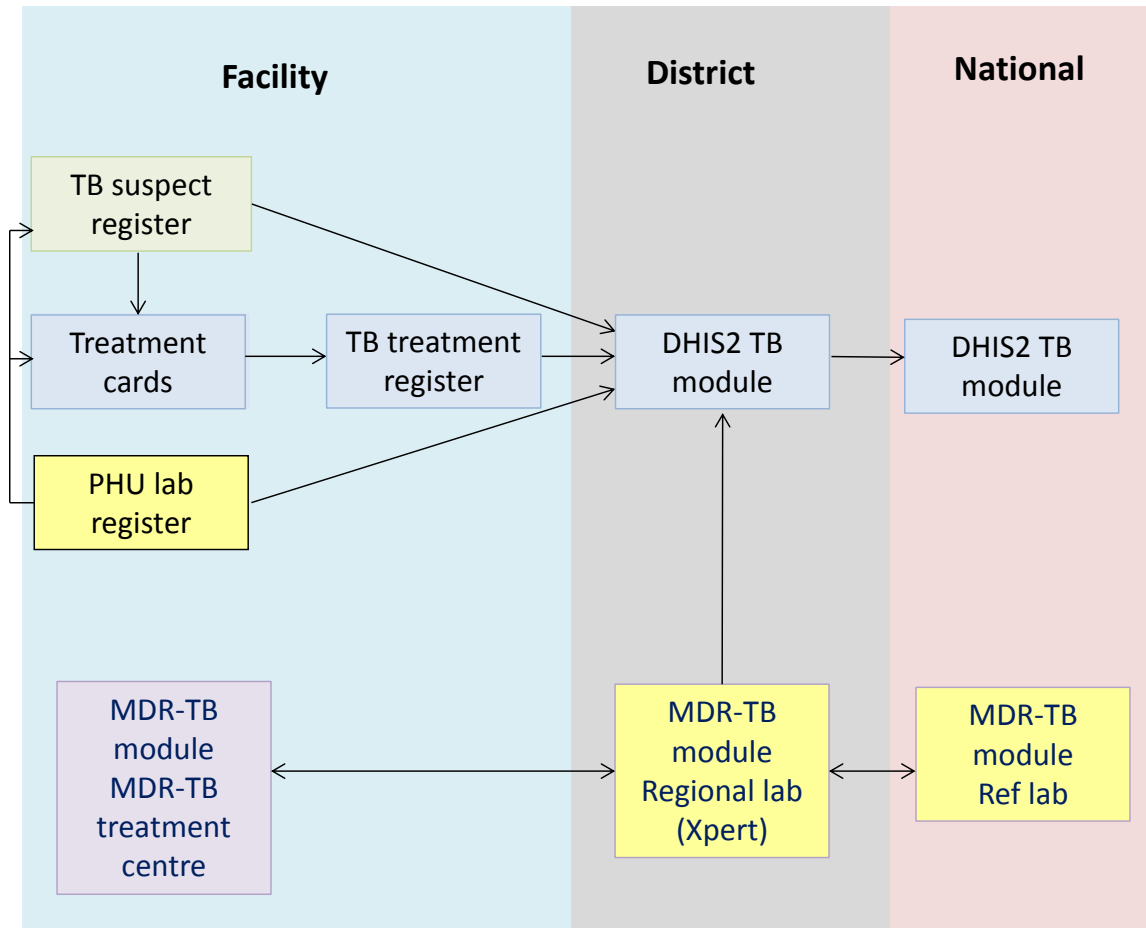 Facility
District
National
TB suspect
register
Treatment
cards
TB treatment
register
DHIS2 TB
module
DHIS2 TB
module
PHU lab
register
MDR-TB
module
MDR-TB
treatment
centre
MDR-TB
module
Regional lab
(Xpert)
MDR-TB
module
Ref lab